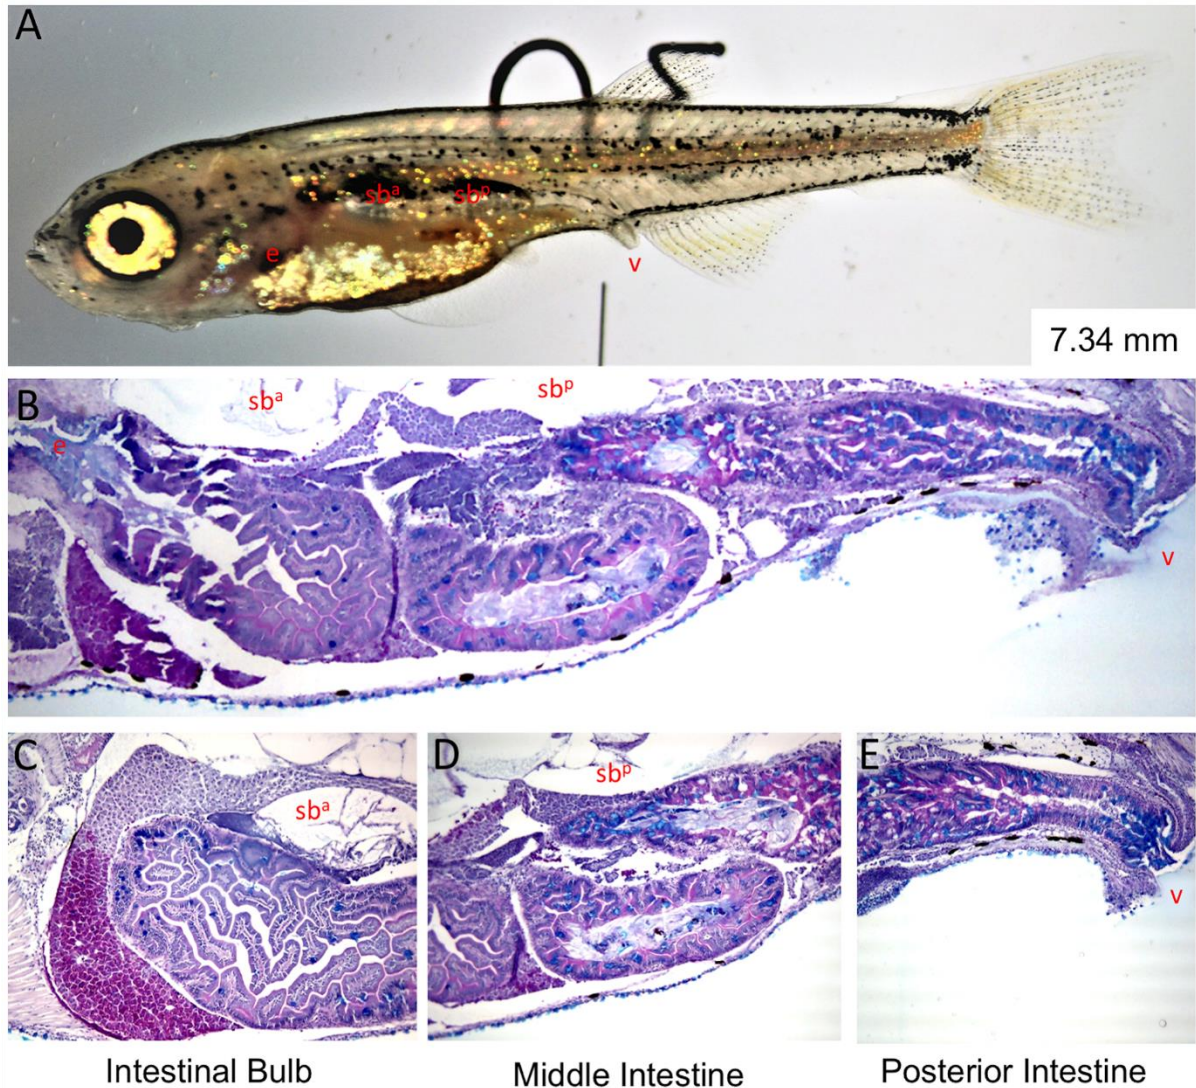 A
sbᵃ
sbᵖ
e
v
7.34 mm
B
sbᵃ
sbᵖ
e
v
C
sbᵃ
D
sbᵖ
E
v
Intestinal Bulb
Middle Intestine
Posterior Intestine